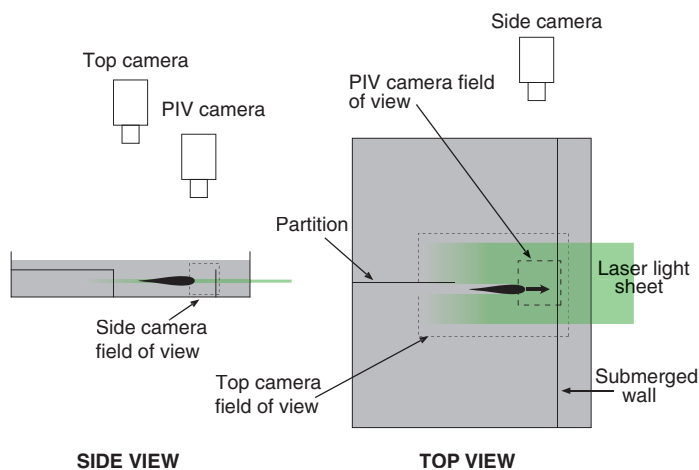 Side camera
Top camera
PIV camera field
of view
PIV camera
Partition
Laser light
sheet
Side camera
field of view
Top camera
field of view
Submerged
wall
SIDE VIEW
TOP VIEW